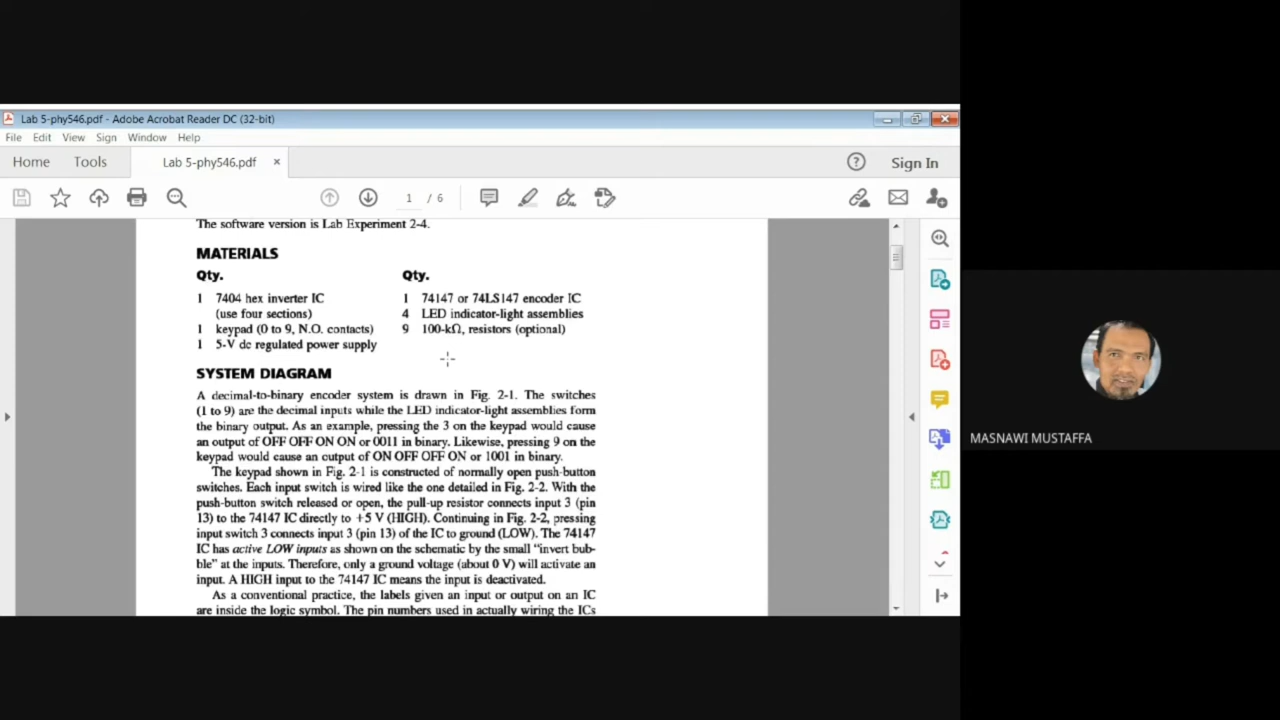 Lab 5-phy546.pdf - Adobe Acrobat Reader DC (32-bit)
File Edit View Sign Window Help
Home Tools Lab 5-phy546.pdf × Sign In
1 / 6
The software version is Lab Experiment 2-4.
MATERIALS
Qty. Qty.
1 7404 hex inverter IC 1 74147 or 74LS147 encoder IC
(use four sections) 4 LED indicator-light assemblies
1 keypad (0 to 9, N.O. contacts) 9 100-kΩ, resistors (optional)
1 5-V dc regulated power supply
SYSTEM DIAGRAM
A decimal-to-binary encoder system is drawn in Fig. 2-1. The switches
(1 to 9) are the decimal inputs while the LED indicator-light assemblies form
the binary output. As an example, pressing the 3 on the keypad would cause
an output of OFF OFF ON ON or 0011 in binary. Likewise, pressing 9 on the
keypad would cause an output of ON OFF OFF ON or 1001 in binary.
The keypad shown in Fig. 2-1 is constructed of normally open push-button
switches. Each input switch is wired like the one detailed in Fig. 2-2. With the
push-button switch released or open, the pull-up resistor connects input 3 (pin
13) to the 74147 IC directly to +5 V (HIGH). Continuing in Fig. 2-2, pressing
input switch 3 connects input 3 (pin 13) of the IC to ground (LOW). The 74147
IC has active LOW inputs as shown on the schematic by the small “invert bub-
ble” at the inputs. Therefore, only a ground voltage (about 0 V) will activate an
input. A HIGH input to the 74147 IC means the input is deactivated.
As a conventional practice, the labels given an input or output on an IC
are inside the logic symbol. The pin numbers used in actually wiring the ICs
MASNAWI MUSTAFFA